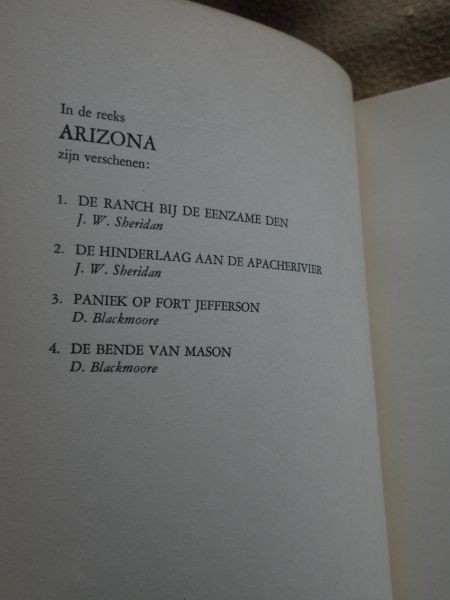 In de reeks
ARIZONA
zijn verschenen:
1. DE RANCH BIJ DE EENZAME DEN
J. W. Sheridan
2. DE HINDERLAAG AAN DE APACHERIVIER
J. W. Sheridan
3. PANIEK OP FORT JEFFERSON
D. Blackmoore
4. DE BENDE VAN MASON
D. Blackmoore